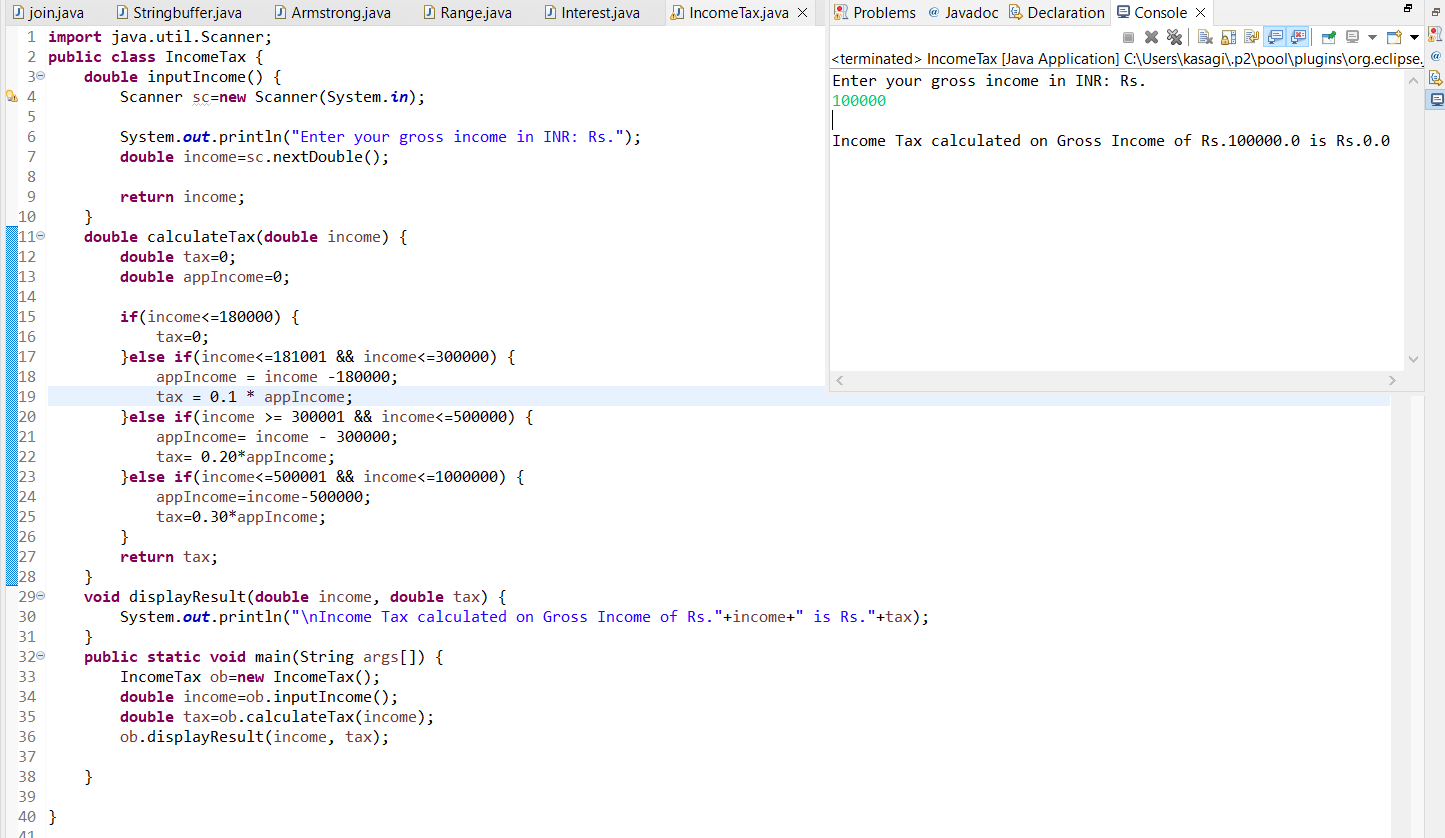 join.java Stringbuffer.java Armstrong.java Range.java Interest.java IncomeTax.java
1 import java.util.Scanner;
2 public class IncomeTax {
3 double inputIncome() {
4 Scanner sc=new Scanner(System.in);
5
6 System.out.println("Enter your gross income in INR: Rs.");
7 double income=sc.nextDouble();
8
9 return income;
10 }
11 double calculateTax(double income) {
12 double tax=0;
13 double appIncome=0;
14
15 if(income<=180000) {
16 tax=0;
17 }else if(income<=181001 && income<=300000) {
18 appIncome = income -180000;
19 tax = 0.1 * appIncome;
20 }else if(income >= 300001 && income<=500000) {
21 appIncome= income - 300000;
22 tax= 0.20*appIncome;
23 }else if(income<=500001 && income<=1000000) {
24 appIncome=income-500000;
25 tax=0.30*appIncome;
26 }
27 return tax;
28 }
29 void displayResult(double income, double tax) {
30 System.out.println("\nIncome Tax calculated on Gross Income of Rs."+income+" is Rs."+tax);
31 }
32 public static void main(String args[]) {
33 IncomeTax ob=new IncomeTax();
34 double income=ob.inputIncome();
35 double tax=ob.calculateTax(income);
36 ob.displayResult(income, tax);
37
38 }
39
40 }
41
Problems @ Javadoc Declaration Console
<terminated> IncomeTax [Java Application] C:\Users\kasagi\.p2\pool\plugins\org.eclipse.
Enter your gross income in INR: Rs.
100000
Income Tax calculated on Gross Income of Rs.100000.0 is Rs.0.0